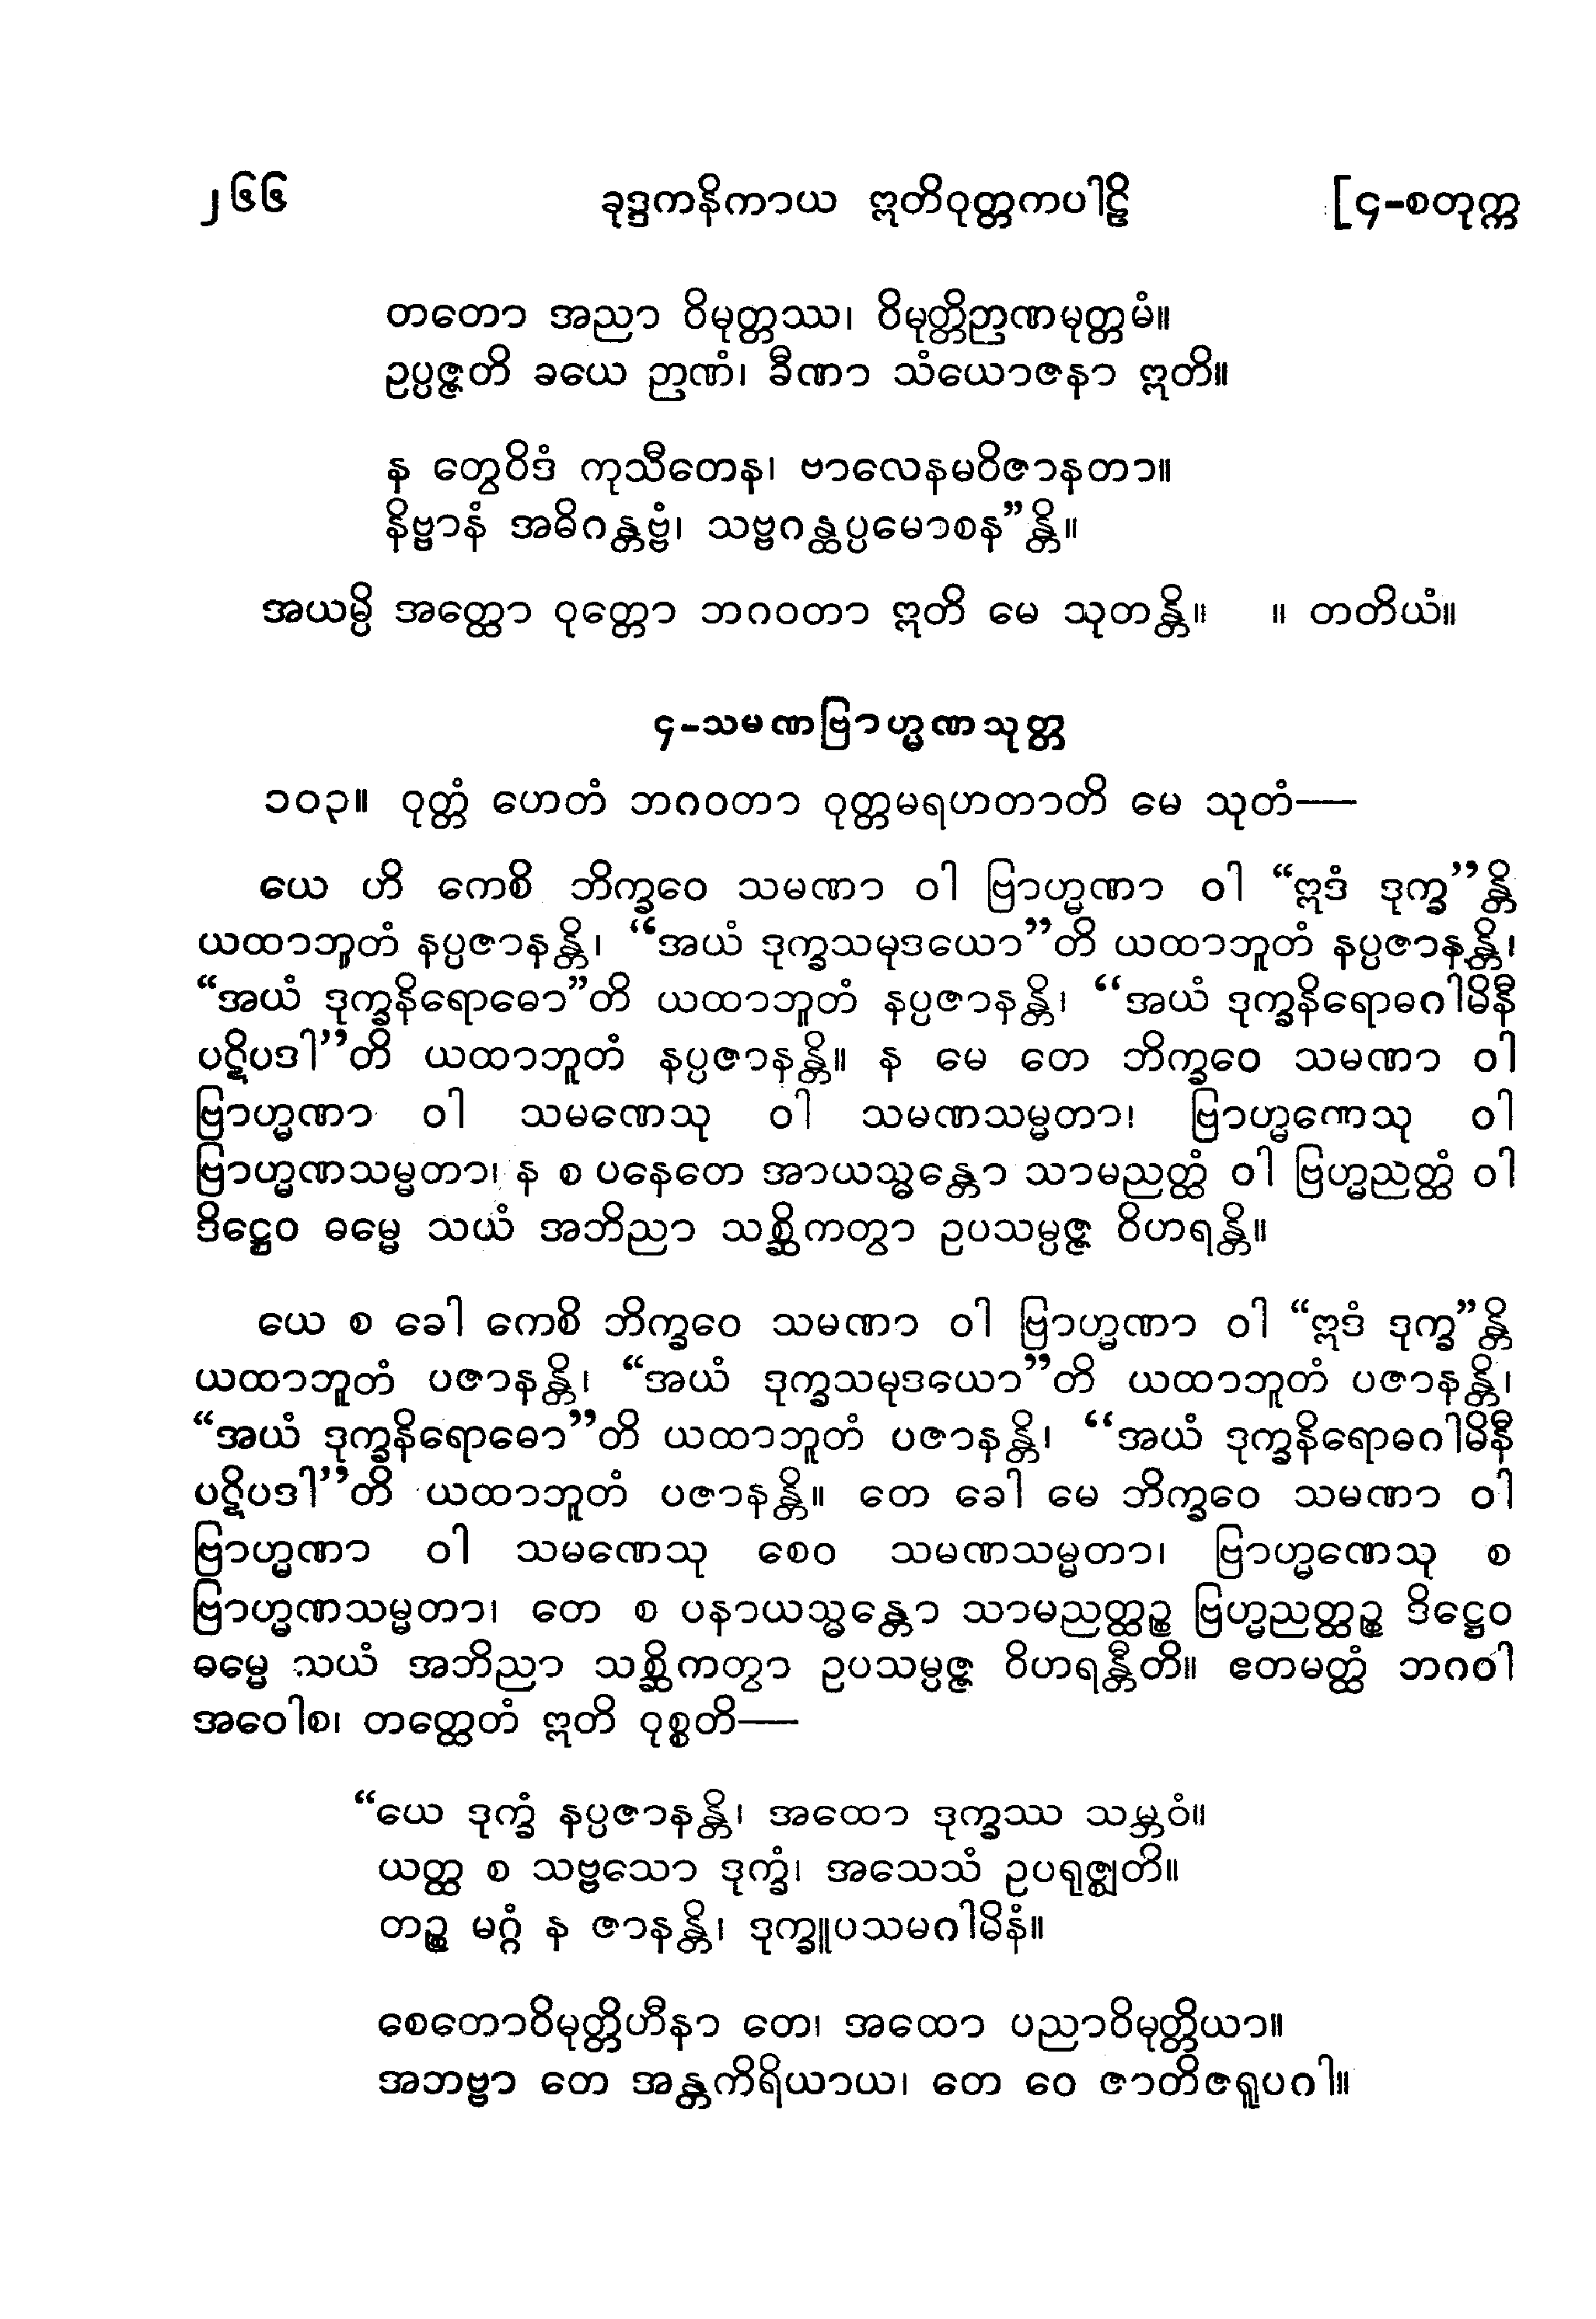 ၂၆၆ ခုဒ္ဒကနိကာယ ဣတိဝုတ္တကပါဠိ [၄-စတုက္က
တတော အညာ ဝိမုတ္တဿ၊ ဝိမုတ္တိဉာဏမုတ္တမံ။
ဥပ္ပဇ္ဇတိ ခယေ ဉာဏံ၊ ခီဏာ သံယောဇနာ ဣတိ။
န တွေဝိဒံ ကုသီတေန၊ ဗာလေနမဝိဇာနတာ။
နိဗ္ဗာနံ အဓိဂန္တဗ္ဗံ၊ သဗ္ဗဂန္ထပ္ပမောစန”န္တိ။
အယမ္ပိ အတ္ထော ဝုတ္တော ဘဂဝတာ ဣတိ မေ သုတန္တိ။ ။ တတိယံ။
၄-သမဏဗြာဟ္မဏသုတ္တ
၁၀၃။ ဝုတ္တံ ဟေတံ ဘဂဝတာ ဝုတ္တမရဟတာတိ မေ သုတံ—
ယေ ဟိ ကေစိ ဘိက္ခဝေ သမဏာ ဝါ ဗြာဟ္မဏာ ဝါ “ဣဒံ ဒုက္ခ”န္တိ
ယထာဘူတံ နပ္ပဇာနန္တိ၊ “အယံ ဒုက္ခသမုဒယော”တိ ယထာဘူတံ နပ္ပဇာနန္တိ၊
“အယံ ဒုက္ခနိရောဓော”တိ ယထာဘူတံ နပ္ပဇာနန္တိ၊ “အယံ ဒုက္ခနိရောဓဂါမိနီ
ပဋိပဒါ”တိ ယထာဘူတံ နပ္ပဇာနန္တိ။ န မေ တေ ဘိက္ခဝေ သမဏာ ဝါ
ဗြာဟ္မဏာ ဝါ သမဏေသု ဝါ သမဏသမ္မတာ၊ ဗြာဟ္မဏေသု ဝါ
ဗြာဟ္မဏသမ္မတာ၊ န စ ပနေတေ အာယသ္မန္တော သာမညတ္ထံ ဝါ ဗြဟ္မညတ္ထံ ဝါ
ဒိဋ္ဌေဝ ဓမ္မေ သယံ အဘိညာ သစ္ဆိကတွာ ဥပသမ္ပဇ္ဇ ဝိဟရန္တိ။
ယေ စ ခေါ ကေစိ ဘိက္ခဝေ သမဏာ ဝါ ဗြာဟ္မဏာ ဝါ “ဣဒံ ဒုက္ခ”န္တိ
ယထာဘူတံ ပဇာနန္တိ၊ “အယံ ဒုက္ခသမုဒယော”တိ ယထာဘူတံ ပဇာနန္တိ၊
“အယံ ဒုက္ခနိရောဓော”တိ ယထာဘူတံ ပဇာနန္တိ၊ “အယံ ဒုက္ခနိရောဓဂါမိနီ
ပဋိပဒါ”တိ ယထာဘူတံ ပဇာနန္တိ။ တေ ခေါ မေ ဘိက္ခဝေ သမဏာ ဝါ
ဗြာဟ္မဏာ ဝါ သမဏေသု စေဝ သမဏသမ္မတာ၊ ဗြာဟ္မဏေသု စ
ဗြာဟ္မဏသမ္မတာ၊ တေ စ ပနာယသ္မန္တော သာမညတ္ထဉ္စ ဗြဟ္မညတ္ထဉ္စ ဒိဋ္ဌေဝ
ဓမ္မေ သယံ အဘိညာ သစ္ဆိကတွာ ဥပသမ္ပဇ္ဇ ဝိဟရန္တီတိ။ ဧတမတ္ထံ ဘဂဝါ
အဝေါစ၊ တတ္ထေတံ ဣတိ ဝုစ္စတိ—
“ယေ ဒုက္ခံ နပ္ပဇာနန္တိ၊ အထော ဒုက္ခဿ သမ္ဘဝံ။
ယတ္ထ စ သဗ္ဗသော ဒုက္ခံ၊ အသေသံ ဥပရုဇ္ဈတိ။
တဉ္စ မဂ္ဂံ န ဇာနန္တိ၊ ဒုက္ခူပသမဂါမိနံ။
စေတောဝိမုတ္တိဟီနာ တေ၊ အထော ပညာဝိမုတ္တိယာ။
အဘဗ္ဗာ တေ အန္တကိရိယာယ၊ တေ ဝေ ဇာတိဇရူပဂါ။